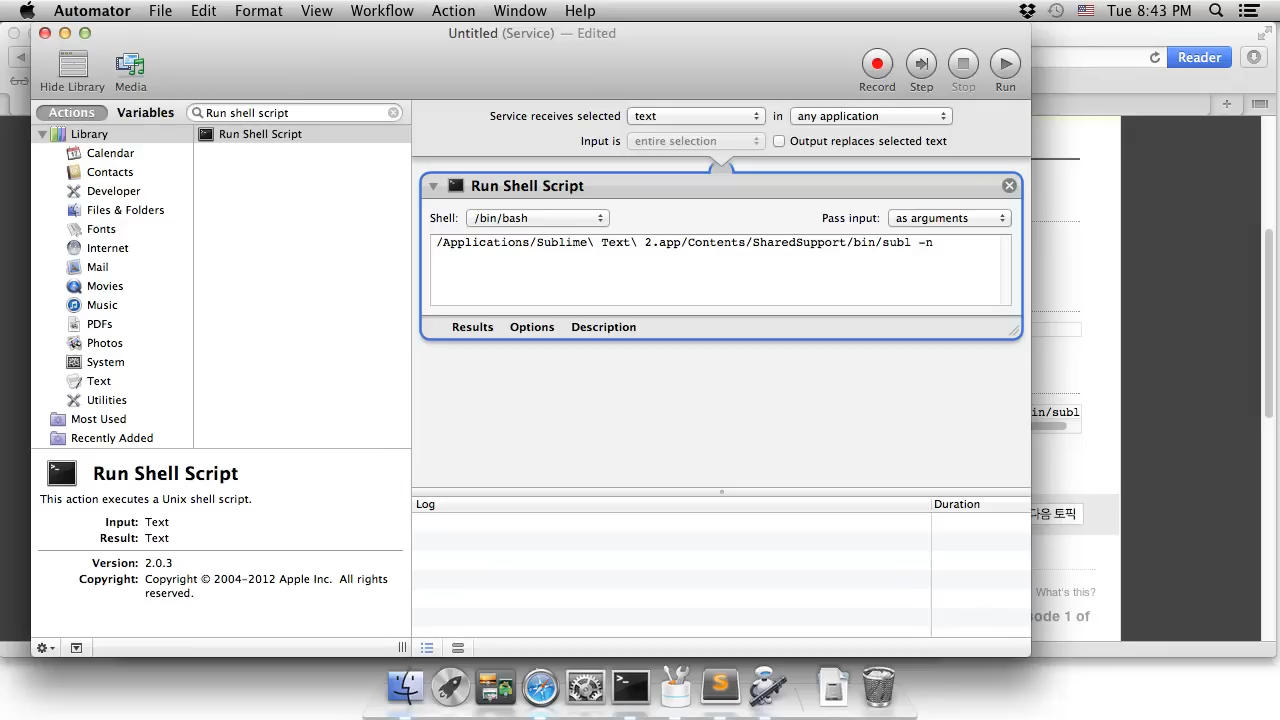 Automator File Edit Format View Workflow Action Window Help Tue 8:43 PM
Untitled (Service) — Edited
Reader
Hide Library Media Record Step Stop Run
Actions Variables Run shell script
Service receives selected text in any application
Input is entire selection Output replaces selected text
Library
Calendar
Contacts
Developer
Files & Folders
Fonts
Internet
Mail
Movies
Music
PDFs
Photos
System
Text
Utilities
Most Used
Recently Added
Run Shell Script
Run Shell Script
Shell: /bin/bash Pass input: as arguments
/Applications/Sublime\ Text\ 2.app/Contents/SharedSupport/bin/subl -n
Results Options Description
Run Shell Script
This action executes a Unix shell script.
Input: Text
Result: Text
Version: 2.0.3
Copyright: Copyright © 2004-2012 Apple Inc. All rights
reserved.
Log Duration
in/subl
다음 토픽
What's this?
ode 1 of